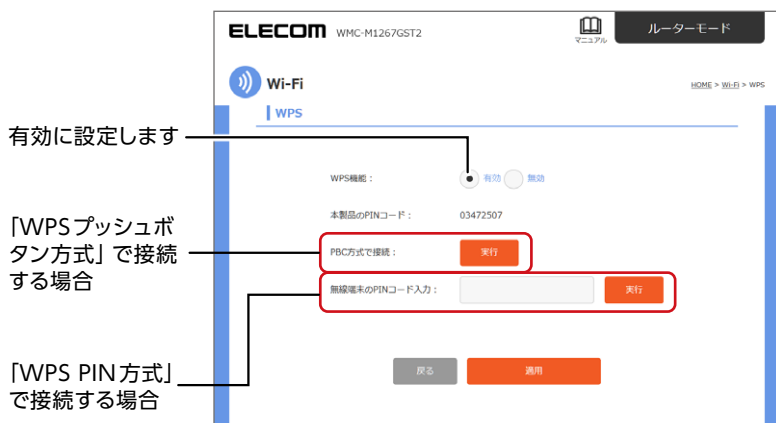 ELECOM WMC-M1267GST2
マニュアル
ルーターモード
Wi-Fi
HOME > Wi-Fi > WPS
WPS
有効に設定します
WPS機能：
有効
無効
本製品のPINコード：
03472507
「WPSプッシュボ
タン方式」で接続
する場合
PBC方式で接続：
実行
無線端末のPINコード入力：
実行
「WPS PIN方式」
で接続する場合
戻る
適用